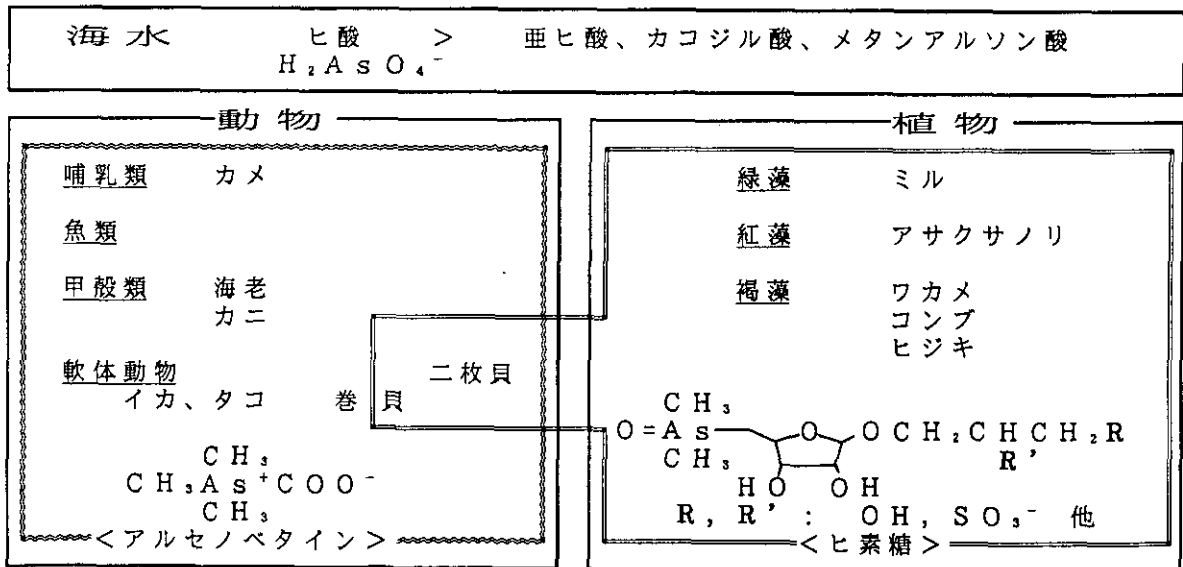 海水 ヒ酸 > 亜ヒ酸、カコジル酸、メタンアルソン酸
H₂AsO₄⁻
動物
哺乳類 カメ
魚類
甲殻類 海老
カニ
軟体動物 二枚貝
イカ、タコ 巻貝
CH₃
CH₃As⁺COO⁻
CH₃
<アルセノベタイン>
植物
緑藻 ミル
紅藻 アサクサノリ
褐藻 ワカメ
コンブ
ヒジキ
CH₃
O=As O OCH₂CHCH₂R
CH₃ R'
HO OH
R, R': OH, SO₃⁻ 他
<ヒ素糖>